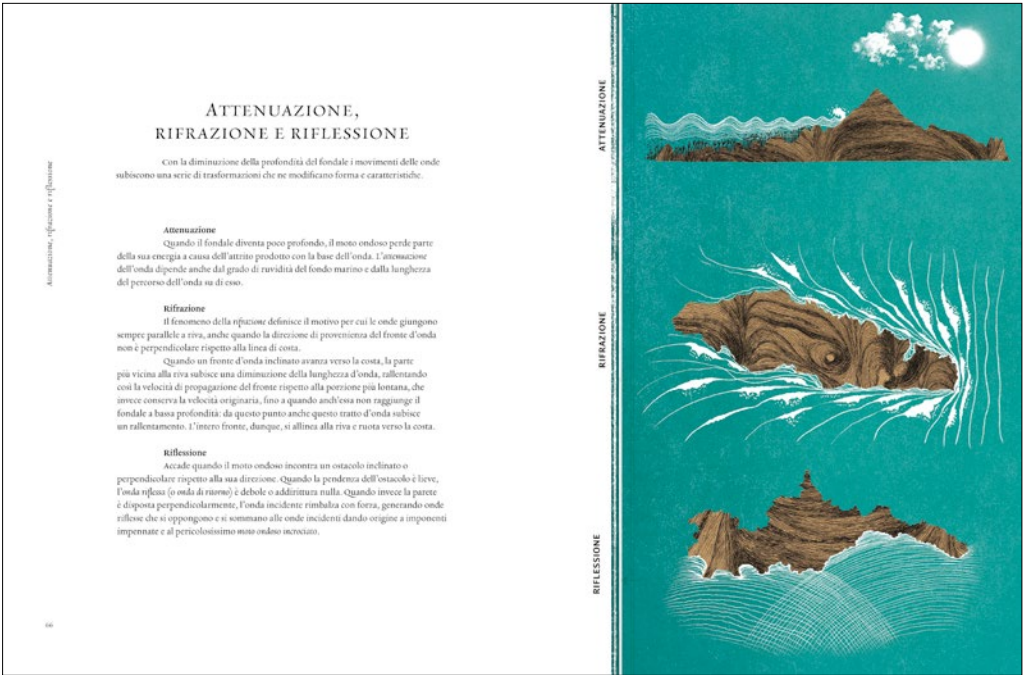 Attenuazione, rifrazione e riflessione
ATTENUAZIONE,
RIFRAZIONE E RIFLESSIONE
Con la diminuzione della profondità del fondale i movimenti delle onde
subiscono una serie di trasformazioni che ne modificano forma e caratteristiche.
Attenuazione
Quando il fondale diventa poco profondo, il moto ondoso perde parte
della sua energia a causa dell'attrito prodotto con la base dell'onda. L'attenuazione
dell'onda dipende anche dal grado di ruvidità del fondo marino e dalla lunghezza
del percorso dell'onda su di esso.
Rifrazione
Il fenomeno della rifrazione definisce il motivo per cui le onde giungono
sempre parallele a riva, anche quando la direzione di provenienza del fronte d'onda
non è perpendicolare rispetto alla linea di costa.
Quando un fronte d'onda inclinato avanza verso la costa, la parte
più vicina alla riva subisce una diminuzione della lunghezza d'onda, rallentando
così la velocità di propagazione del fronte rispetto alla porzione più lontana, che
invece conserva la velocità originaria, fino a quando anch'essa non raggiunge il
fondale a bassa profondità: da questo punto anche questo tratto d'onda subisce
un rallentamento. L'intero fronte, dunque, si allinea alla riva e ruota verso la costa.
Riflessione
Accade quando il moto ondoso incontra un ostacolo inclinato o
perpendicolare rispetto alla sua direzione. Quando la pendenza dell'ostacolo è lieve,
l'onda riflessa (o onda di ritorno) è debole o addirittura nulla. Quando invece la parete
è disposta perpendicolarmente, l'onda incidente rimbalza con forza, generando onde
riflesse che si oppongono e si sommano alle onde incidenti dando origine a imponenti
impennate e al pericolosissimo moto ondoso incrociato.
66
ATTENUAZIONE
RIFRAZIONE
RIFLESSIONE